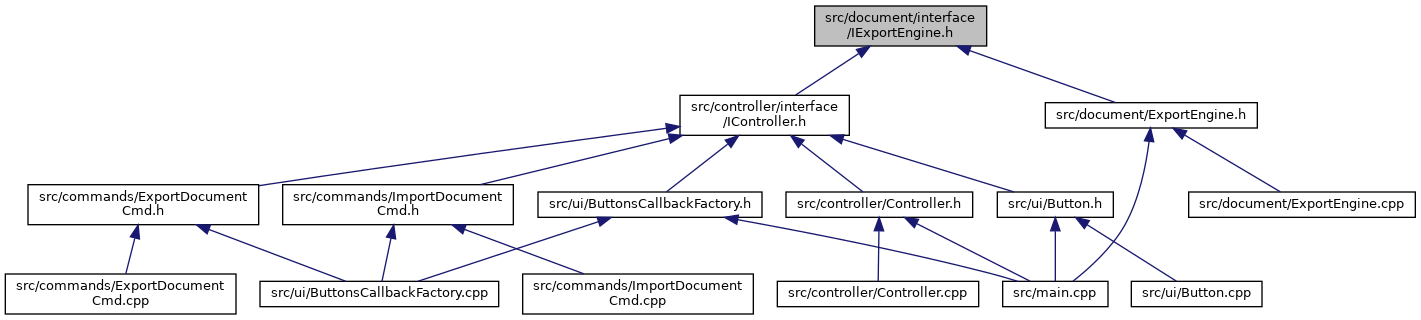 src/document/interface
/IExportEngine.h
src/controller/interface
/IController.h
src/document/ExportEngine.h
src/commands/ExportDocument
Cmd.h
src/commands/ImportDocument
Cmd.h
src/ui/ButtonsCallbackFactory.h
src/controller/Controller.h
src/ui/Button.h
src/document/ExportEngine.cpp
src/commands/ExportDocument
Cmd.cpp
src/ui/ButtonsCallbackFactory.cpp
src/commands/ImportDocument
Cmd.cpp
src/controller/Controller.cpp
src/main.cpp
src/ui/Button.cpp